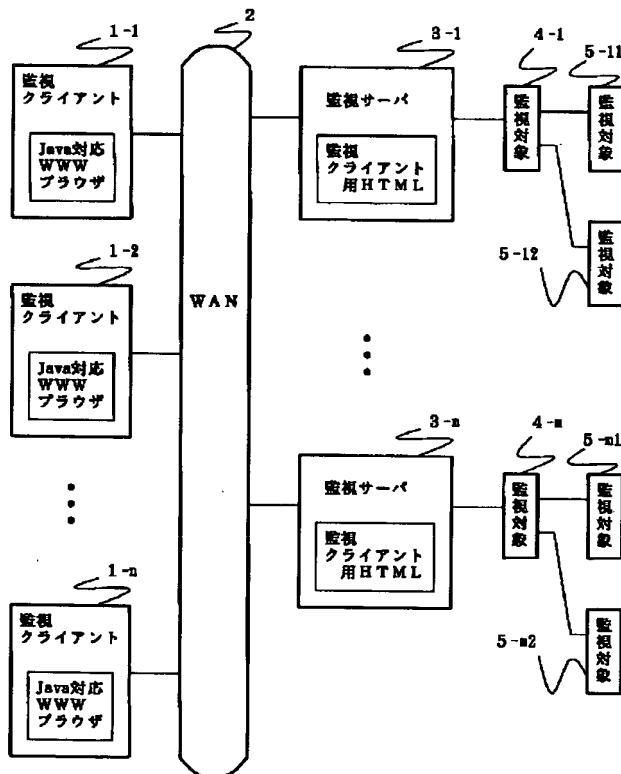 1-1
監視
クライアント
Java対応
WWW
ブラウザ
1-2
監視
クライアント
Java対応
WWW
ブラウザ
1-n
監視
クライアント
Java対応
WWW
ブラウザ
2
WAN
3-1
監視サーバ
監視
クライアント
用HTML
4-1
監視対象
5-11
監視対象
5-12
監視対象
3-n
監視サーバ
監視
クライアント
用HTML
4-m
監視対象
5-m1
監視対象
5-m2
監視対象